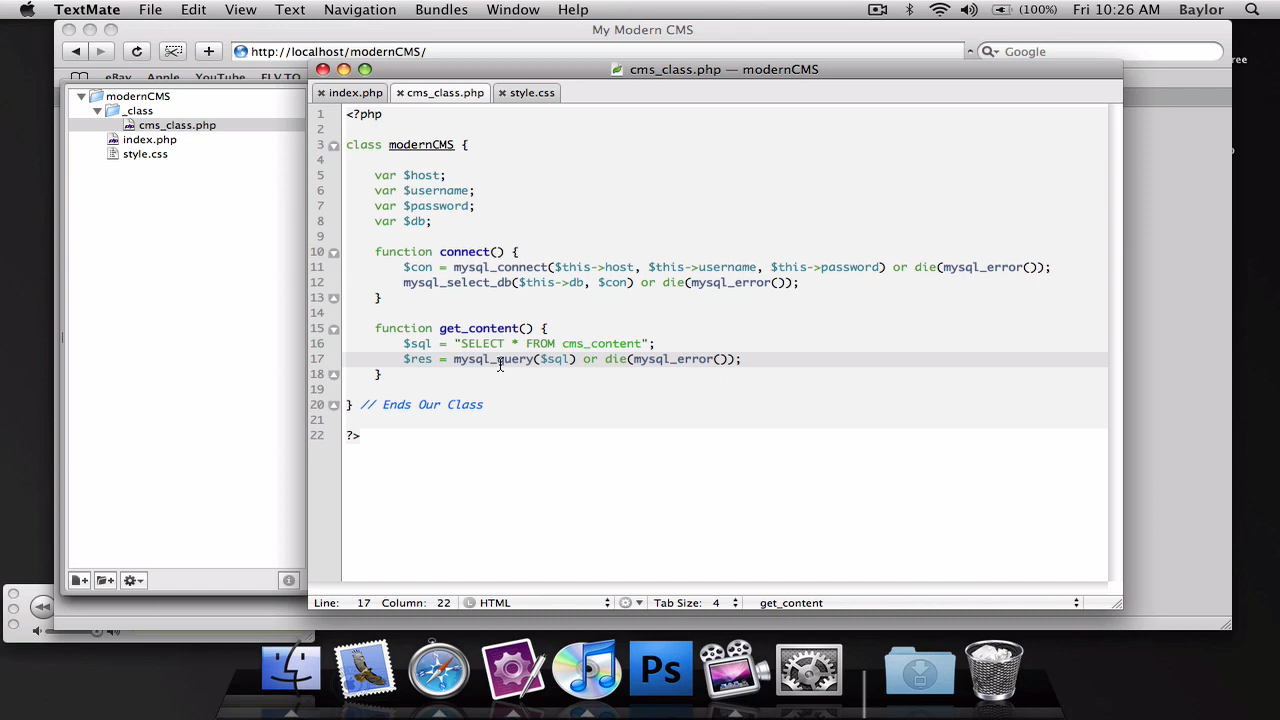 TextMate File Edit View Text Navigation Bundles Window Help (100%) Fri 10:26 AM Baylor
My Modern CMS
http://localhost/modernCMS/ Google
eBay Apple YouTube
cms_class.php — modernCMS
index.php cms_class.php style.css
modernCMS
_class
cms_class.php
index.php
style.css
1 <?php
2
3 class modernCMS {
4
5 var $host;
6 var $username;
7 var $password;
8 var $db;
9
10 function connect() {
11 $con = mysql_connect($this->host, $this->username, $this->password) or die(mysql_error());
12 mysql_select_db($this->db, $con) or die(mysql_error());
13 }
14
15 function get_content() {
16 $sql = "SELECT * FROM cms_content";
17 $res = mysql_query($sql) or die(mysql_error());
18 }
19
20 } // Ends Our Class
21
22 ?>
Line: 17 Column: 22 L HTML Tab Size: 4 get_content
Ps